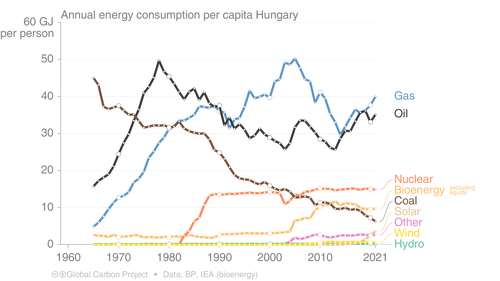 Annual energy consumption per capita Hungary
60 GJ
per person
50
40
30
20
10
0
1960
1970
1980
1990
2000
2010
2021
Gas
Oil
Nuclear
Bioenergy excluding
liquids
Coal
Solar
Other
Wind
Hydro
Global Carbon Project • Data: BP, IEA (bioenergy)